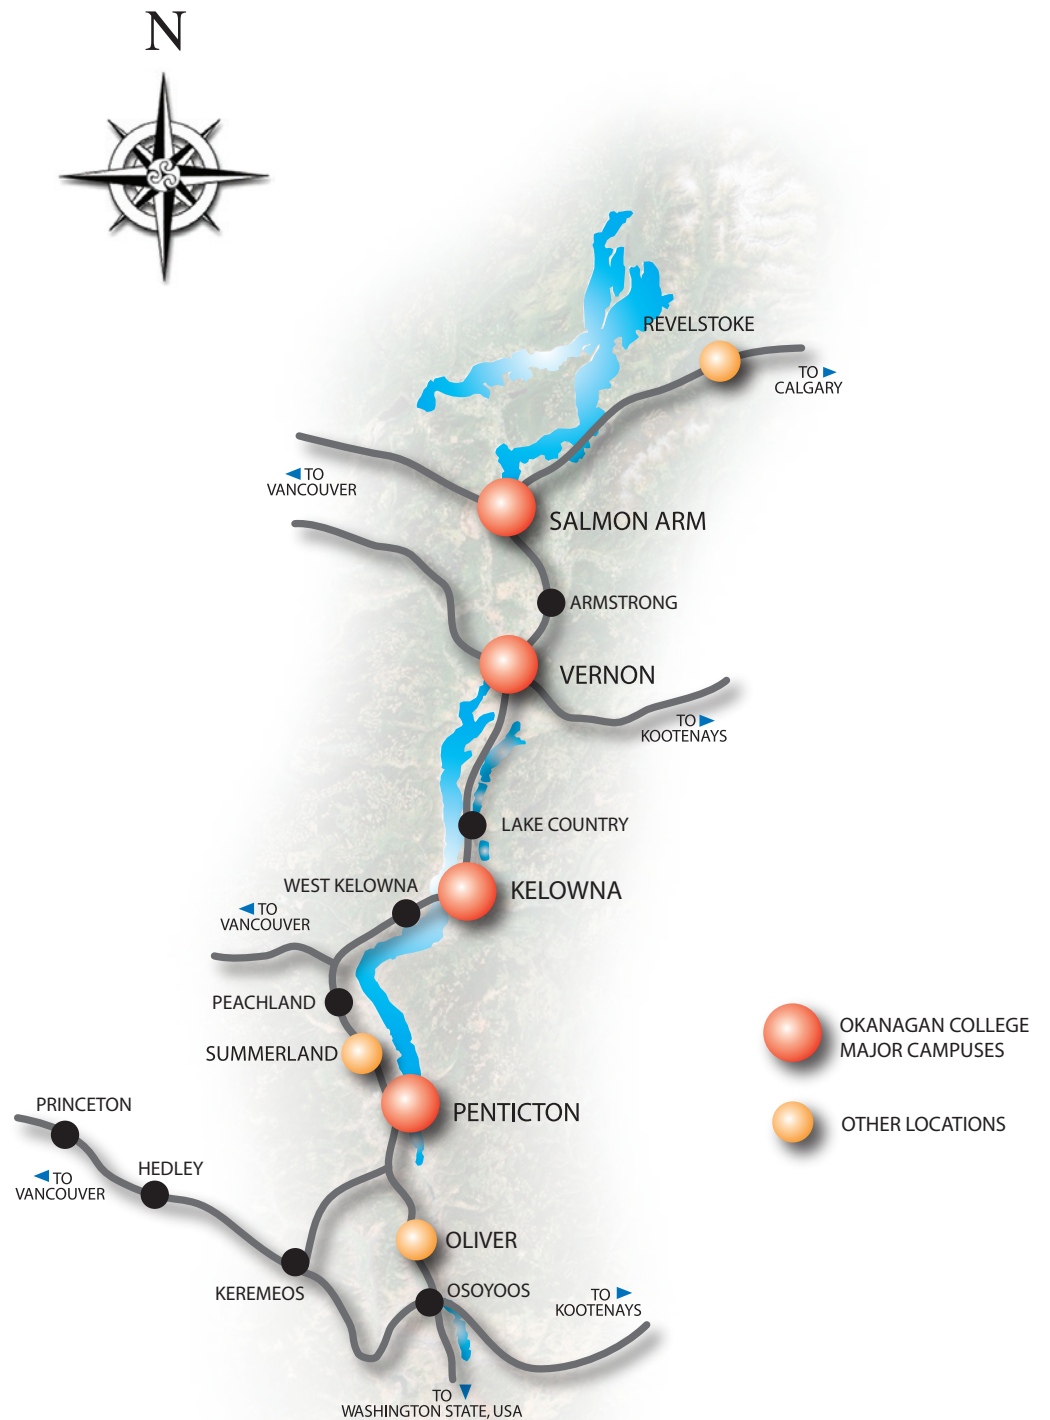 N
REVELSTOKE
TO
CALGARY
TO
VANCOUVER
SALMON ARM
ARMSTRONG
VERNON
TO
KOOTENAYS
LAKE COUNTRY
WEST KELOWNA
KELOWNA
TO
VANCOUVER
PEACHLAND
SUMMERLAND
OKANAGAN COLLEGE
MAJOR CAMPUSES
PENTICTON
OTHER LOCATIONS
PRINCETON
HEDLEY
TO
VANCOUVER
OLIVER
KEREMEOS
OSOYOOS
TO
KOOTENAYS
TO
WASHINGTON STATE, USA